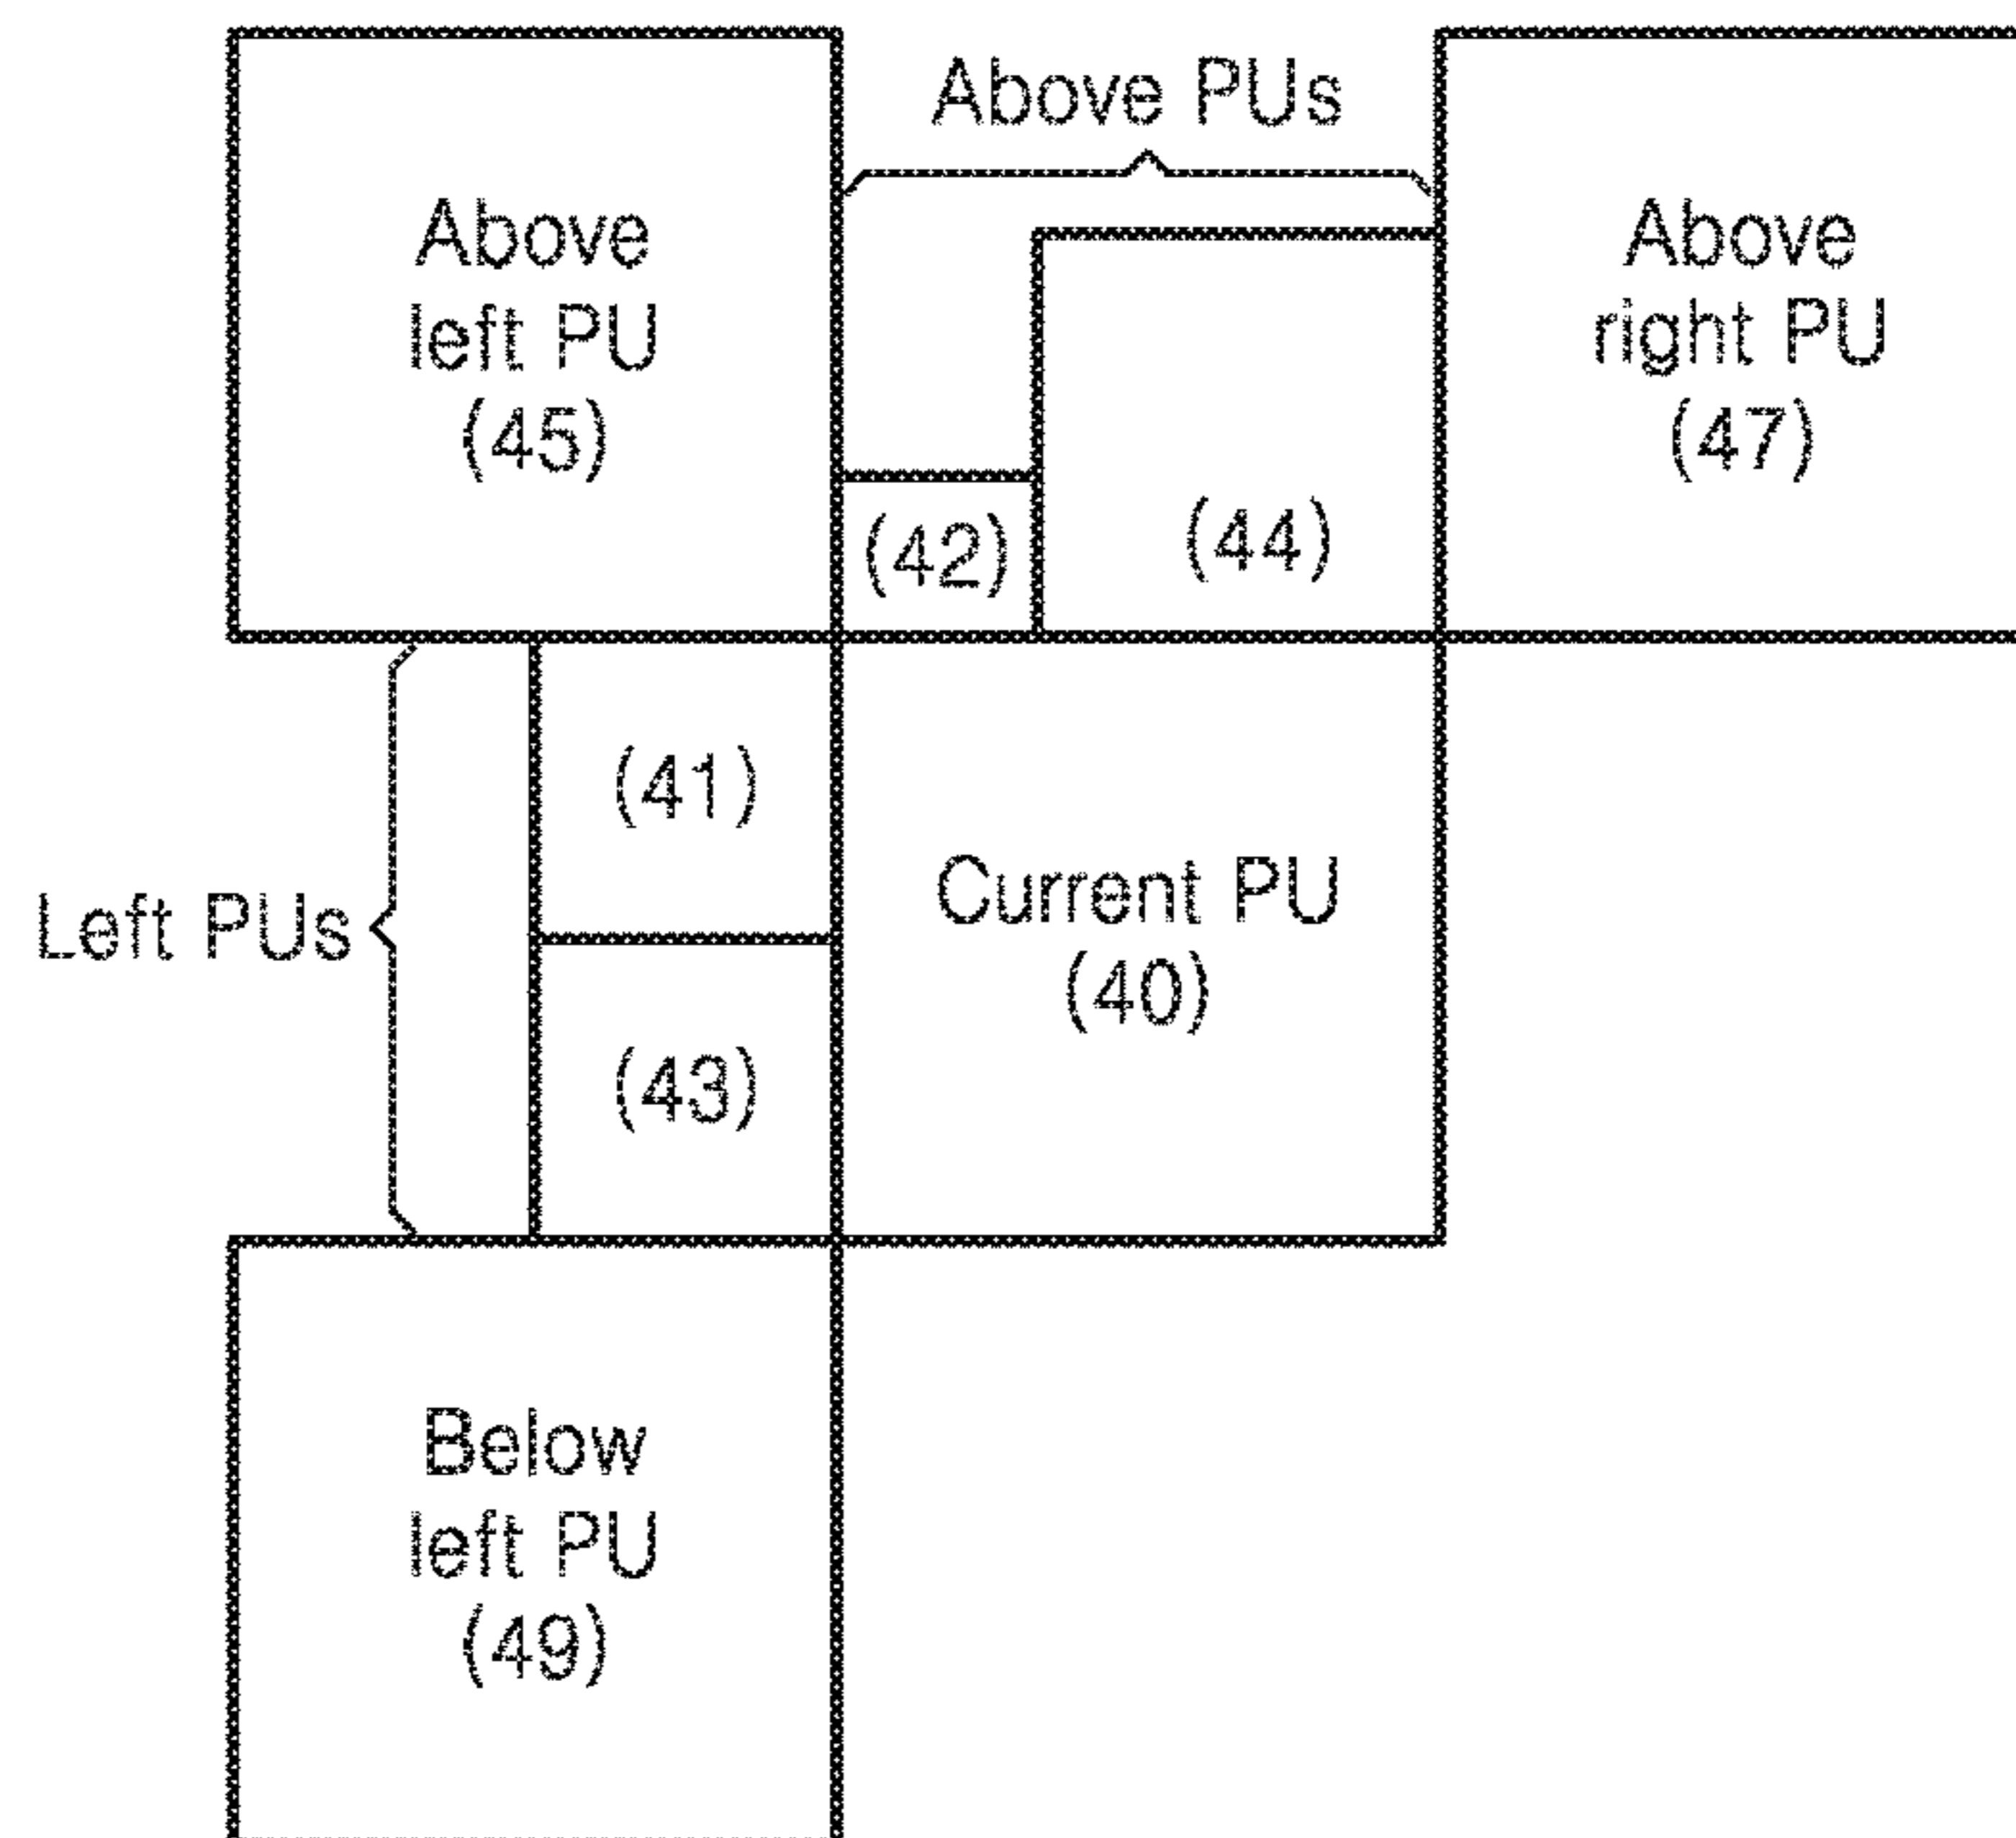 Above PUs
Above
left PU
(45)
Above
right PU
(47)
(42)
(44)
(41)
Left PUs
(43)
Current PU
(40)
Below
left PU
(49)